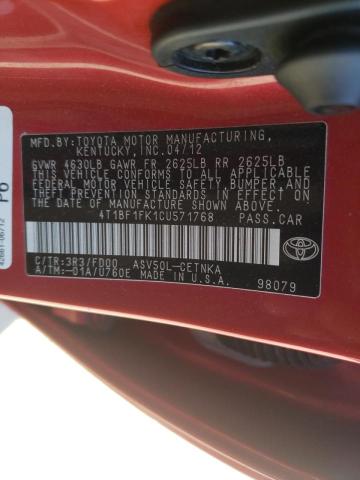 MFD.BY:TOYOTA MOTOR MANUFACTURING,
KENTUCKY,INC.04/12
GVWR 4630LB GAWR FR 2625LB RR 2625LB
THIS VEHICLE CONFORMS TO ALL APPLICABLE
FEDERAL MOTOR VEHICLE SAFETY,BUMPER,AND
THEFT PREVENTION STANDARDS IN EFFECT ON
THE DATE OF MANUFACTURE SHOWN ABOVE.
4T1BF1FK1CU571768 PASS.CAR
C/TR:3R3/FD00 ASV50L-CETNKA
A/TM:-01A/U760E MADE IN U.S.A.
98079
TOYOTA
P6